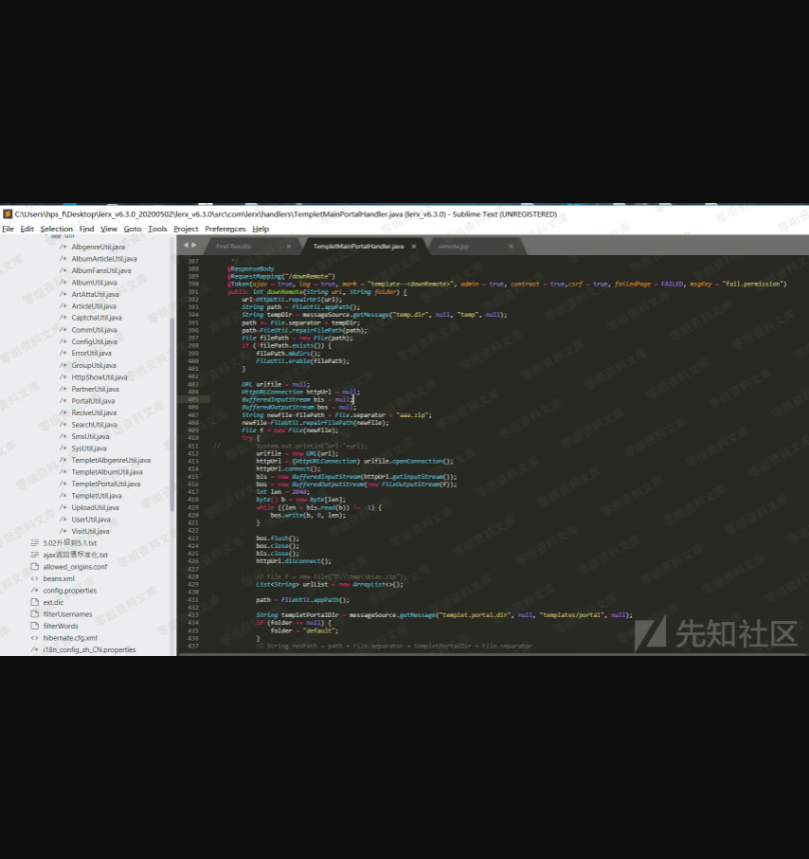 C:\Users\hps_f\Desktop\lerx_v6.3.0_20200502\lerx_v6.3.0\src\com\lerx\handlers\TempletMainPortalHandler.java (lerx_v6.3.0) - Sublime Text (UNREGISTERED)
File Edit Selection Find View Goto Tools Project Preferences Help
Find Results × TempletMainPortalHandler.java ×
util
/* AlbgenreUtil.java
/* AlbumArticleUtil.java
/* AlbumFansUtil.java
/* AlbumUtil.java
/* ArtAttaUtil.java
/* ArticleUtil.java
/* CaptchaUtil.java
/* CommUtil.java
/* ConfigUtil.java
/* ErrorUtil.java
/* GroupUtil.java
/* HttpShowUtil.java
/* PartnerUtil.java
/* PortalUtil.java
/* ReciveUtil.java
/* SearchUtil.java
/* SmsUtil.java
/* SysUtil.java
/* TempletAlbgenreUtil.java
/* TempletAlbumUtil.java
/* TempletPortalUtil.java
/* TempletUtil.java
/* UploadUtil.java
/* UserUtil.java
/* VisitUtil.java
5.02升级到5.1.txt
ajax返回值标准化.txt
allowed_origins.conf
<> beans.xml
/* config.properties
ext.dic
filterUsernames
filterWords
<> hibernate.cfg.xml
/* i18n_config_zh_CN.properties
387 */
388 @ResponseBody
389 @RequestMapping("/downRemote")
390 @Token(ajax = true, log = true, mark = "template--<downRemote>", admin = true, contrast = true,csrf = true, failedPage = FAILED, msgKey = "fail.permission")
391 public int downRemote(String url, String folder) {
392 url=HttpUtil.repairUrl(url);
393 String path = FileUtil.appPath();
394 String tempDir = messageSource.getMessage("temp.dir", null, "temp", null);
395 path += File.separator + tempDir;
396 path=FileUtil.repairFilePath(path);
397 File filePath = new File(path);
398 if (!filePath.exists()) {
399 filePath.mkdirs();
400 FileUtil.enable(filePath);
401 }
402
403 URL urlfile = null;
404 HttpURLConnection httpUrl = null;
405 BufferedInputStream bis = null;
406 BufferedOutputStream bos = null;
407 String newfile=filePath + File.separator + "aaa.zip";
408 newfile=FileUtil.repairFilePath(newfile);
409 File f = new File(newfile);
410 try {
411 // System.out.println("url:"+url);
412 urlfile = new URL(url);
413 httpUrl = (HttpURLConnection) urlfile.openConnection();
414 httpUrl.connect();
415 bis = new BufferedInputStream(httpUrl.getInputStream());
416 bos = new BufferedOutputStream(new FileOutputStream(f));
417 int len = 2048;
418 byte[] b = new byte[len];
419 while ((len = bis.read(b)) != -1) {
420 bos.write(b, 0, len);
421 }
422
423 bos.flush();
424 bos.close();
425 bis.close();
426 httpUrl.disconnect();
427
428 // File f = new File("D:\\tmp\\
429 List<String> urlList = new ArrayList<>();
430
431 path = FileUtil.appPath();
432
433 String templetPortalDir = messageSource.getMessage("templet.portal.dir", null, "templates/portal", null);
434 if (folder == null) {
435 folder = "default";
436 }
437 // String resPath = path + File.separator + templetPortalDir + File.separator
先知社区